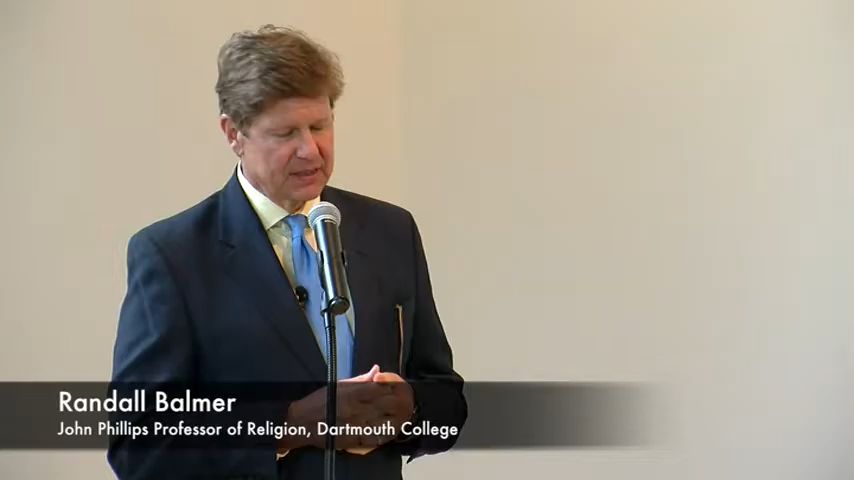 Randall Balmer
John Phillips Professor of Religion, Dartmouth College